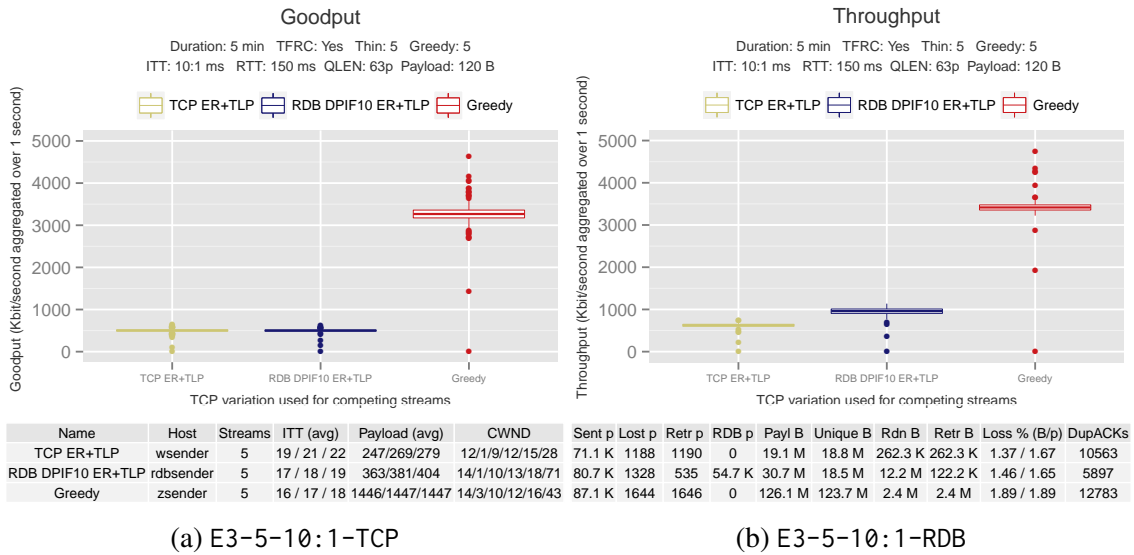 Goodput
Duration: 5 min TFRC: Yes Thin: 5 Greedy: 5
ITT: 10:1 ms RTT: 150 ms QLEN: 63p Payload: 120 B
TCP ER+TLP RDB DPIF10 ER+TLP Greedy
Goodput (Kbit/second aggregated over 1 second)
5000
4000
3000
2000
1000
0
TCP ER+TLP RDB DPIF10 ER+TLP Greedy
TCP variation used for competing streams
Throughput
Duration: 5 min TFRC: Yes Thin: 5 Greedy: 5
ITT: 10:1 ms RTT: 150 ms QLEN: 63p Payload: 120 B
TCP ER+TLP RDB DPIF10 ER+TLP Greedy
Throughput (Kbit/second aggregated over 1 second)
5000
4000
3000
2000
1000
0
TCP ER+TLP RDB DPIF10 ER+TLP Greedy
TCP variation used for competing streams
Name Host Streams ITT (avg) Payload (avg) CWND Sent p Lost p Retr p RDB p Payl B Unique B Rdn B Retr B Loss % (B/p) DupACKs
TCP ER+TLP wsender 5 19 / 21 / 22 247/269/279 12/1/9/12/15/28 71.1 K 1188 1190 0 19.1 M 18.8 M 262.3 K 262.3 K 1.37 / 1.67 10563
RDB DPIF10 ER+TLP rdbsender 5 17 / 18 / 19 363/381/404 14/1/10/13/18/71 80.7 K 1328 535 54.7 K 30.7 M 18.5 M 12.2 M 122.2 K 1.46 / 1.65 5897
Greedy zsender 5 16 / 17 / 18 1446/1447/1447 14/3/10/12/16/43 87.1 K 1644 1646 0 126.1 M 123.7 M 2.4 M 2.4 M 1.89 / 1.89 12783
(a) E3-5-10:1-TCP (b) E3-5-10:1-RDB